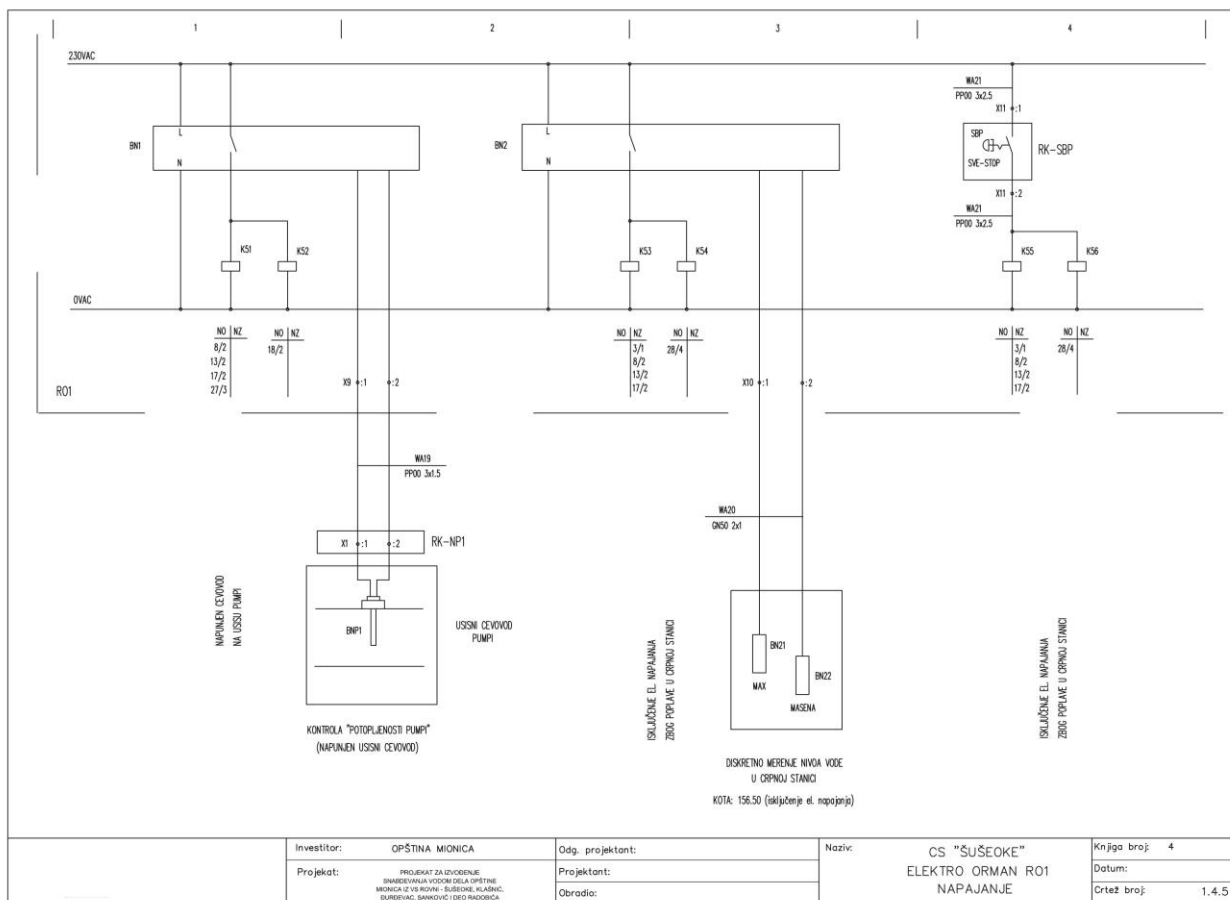 1 2 3 4
230VAC
WA21
PP00 3x2.5
X11 :1
BN1
L
N
BN2
L
N
SBP
SVE-STOP
RK-SBP
X11 :2
WA21
PP00 3x2.5
K51 K52 K53 K54 K55 K56
0VAC
NO NZ NO NZ NO NZ NO NZ NO NZ NO NZ
8/2 18/2 3/1 28/4 3/1 28/4
13/2 8/2 8/2
17/2 13/2 13/2
27/3 17/2 17/2
R01
X9 :1 :2
X10 :1 :2
WA19
PP00 3x1.5
WA20
GN50 2x1
X1 :1 :2 RK-NP1
NAPUNJEN CEVOVOD
NA USISU PUMPI
BNP1
USISNI CEVOVOD
PUMPI
KONTROLA "POTOPLJENOSTI PUMPI"
(NAPUNJEN USISNI CEVOVOD)
ISKLJUČENJE EL. NAPAJANJA
ZBOG POPLAVE U CRPNOJ STANICI
BN21
MAX
BN22
MASENA
DISKRETNO MERENJE NIVOA VODE
U CRPNOJ STANICI
KOTA: 156.50 (isključenje el. napajanja)
ISKLJUČENJE EL. NAPAJANJA
ZBOG POPLAVE U CRPNOJ STANICI
Investitor: OPŠTINA MIONICA
Projekat: PROJEKAT ZA IZVOĐENJE
SNABDEVANJA VODOM DELA OPŠTINE
MIONICA IZ VS ROVNI - ŠUŠEOKE, KLAŠNIĆ,
ĐURĐEVAC, SANKOVIĆ I DEO RADOBIĆA
Odg. projektant:
Projektant:
Obradio:
Naziv: CS "ŠUŠEOKE"
ELEKTRO ORMAN RO1
NAPAJANJE
Knjiga broj: 4
Datum:
Crtež broj: 1.4.5